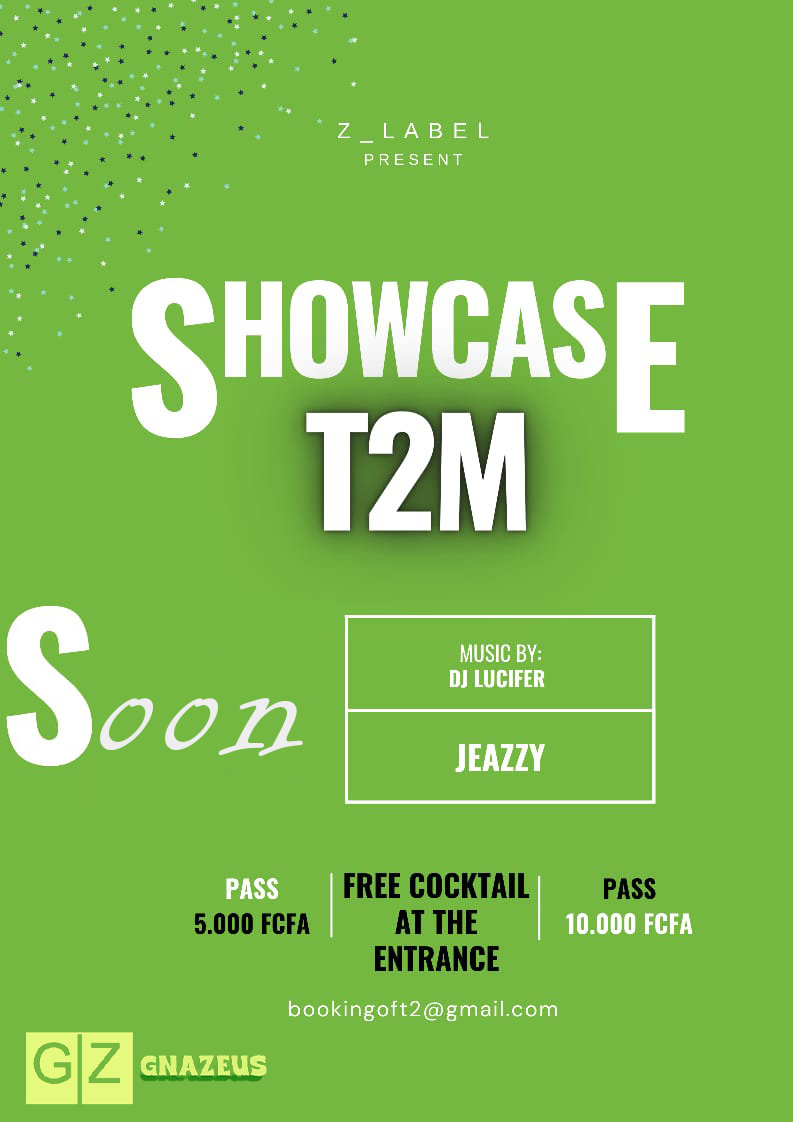 Z_LABEL
PRESENT
SHOWCASE
T2M
Soon
MUSIC BY:
DJ LUCIFER
JEAZZY
PASS
5.000 FCFA
FREE COCKTAIL
AT THE
ENTRANCE
PASS
10.000 FCFA
bookingoft2@gmail.com
GZ GNAZEUS